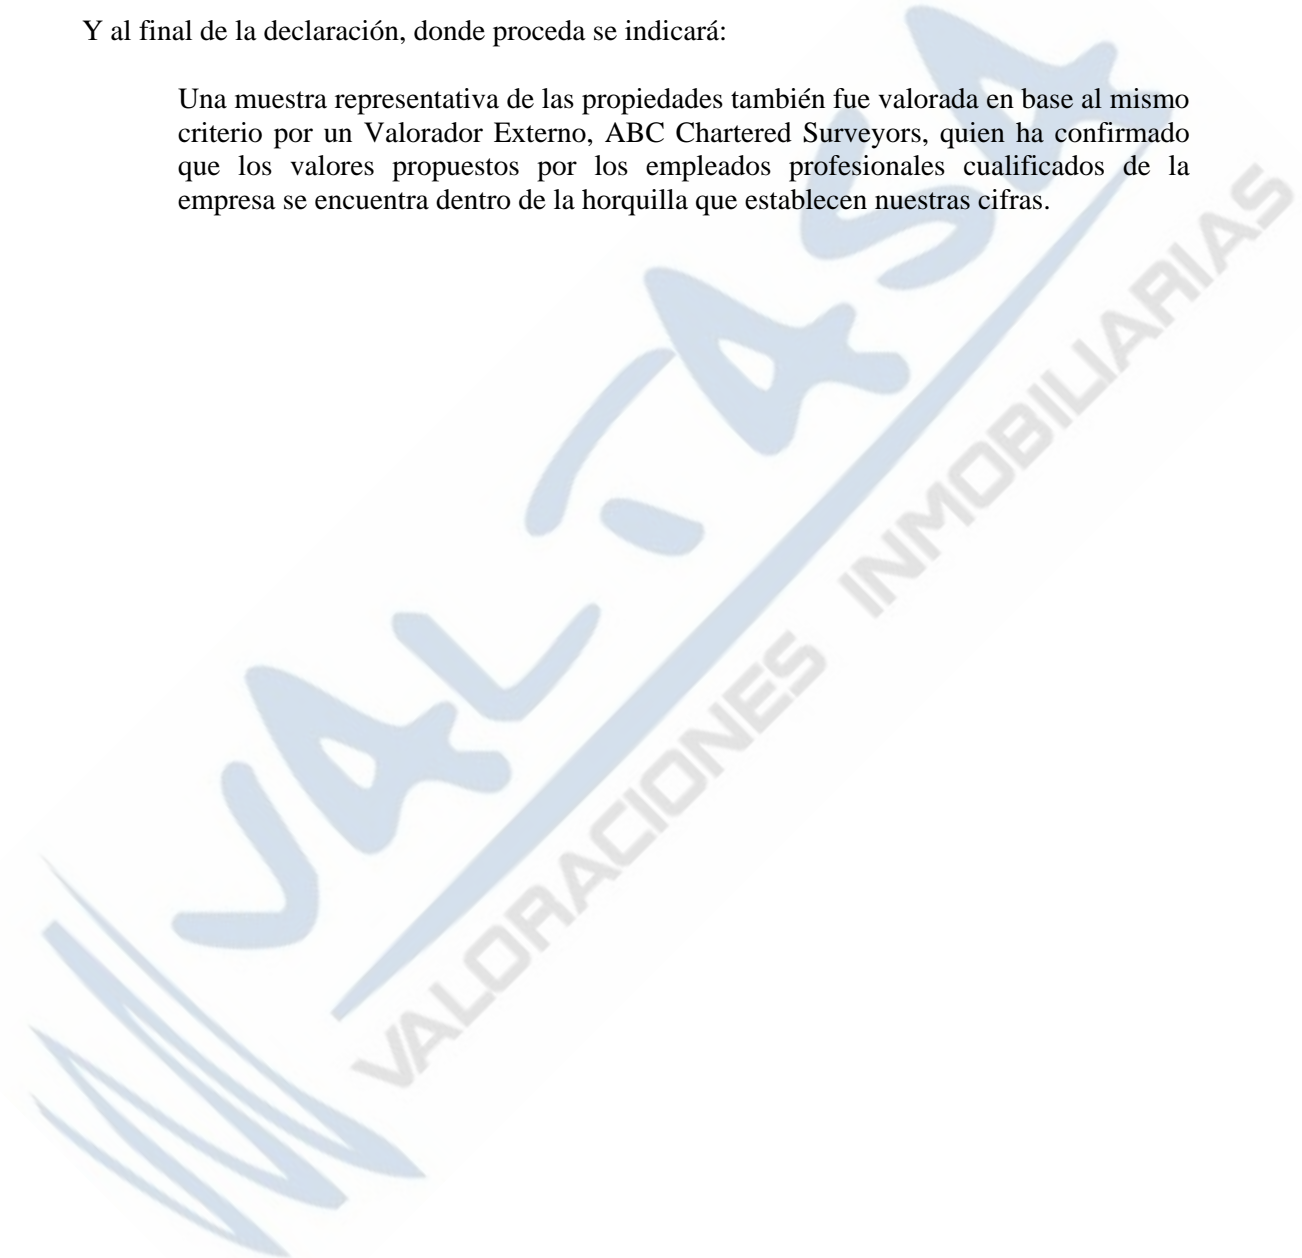 Y al final de la declaración, donde proceda se indicará:
Una muestra representativa de las propiedades también fue valorada en base al mismo
criterio por un Valorador Externo, ABC Chartered Surveyors, quien ha confirmado
que los valores propuestos por los empleados profesionales cualificados de la
empresa se encuentra dentro de la horquilla que establecen nuestras cifras.
VALTASA
VALORACIONES INMOBILIARIAS